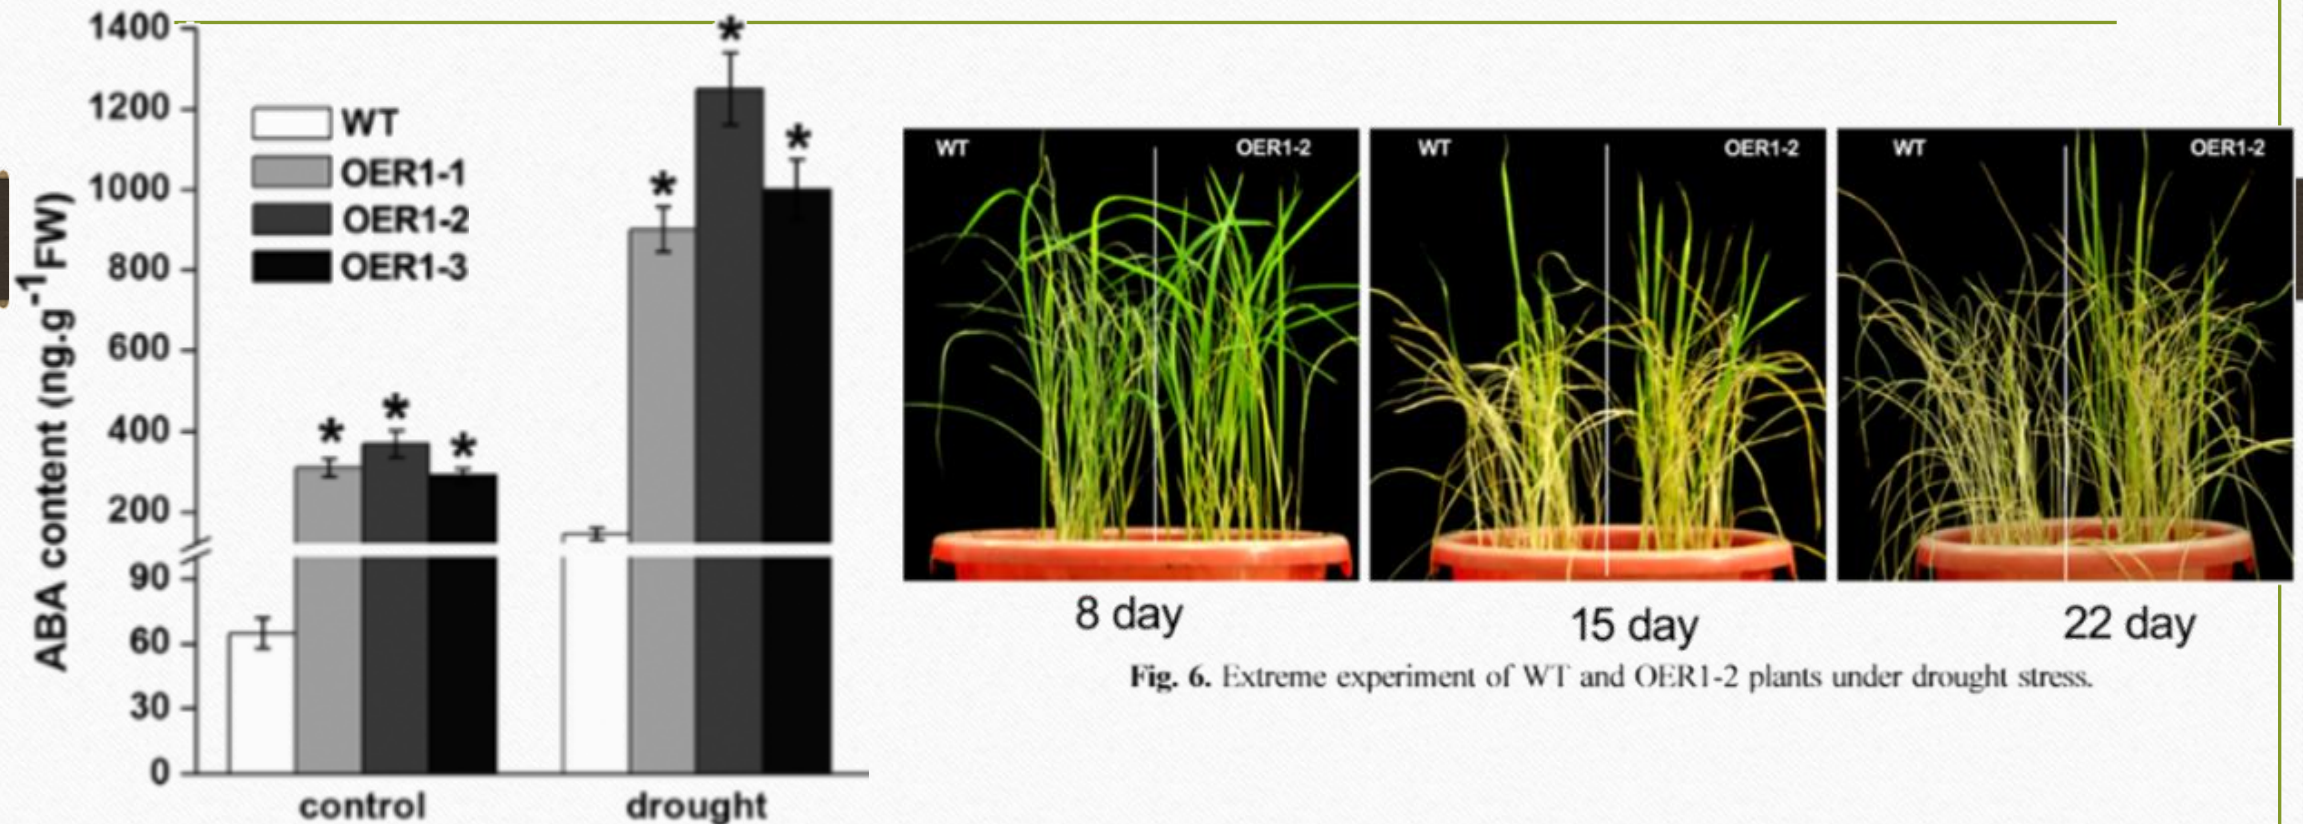 1400
1200
1000
800
600
400
200
90
60
30
0
ABA content (ng.g-1FW)
WT
OER1-1
OER1-2
OER1-3
*
*
*
*
*
*
control
drought
WT
OER1-2
WT
OER1-2
WT
OER1-2
8 day
15 day
22 day
Fig. 6. Extreme experiment of WT and OER1-2 plants under drought stress.